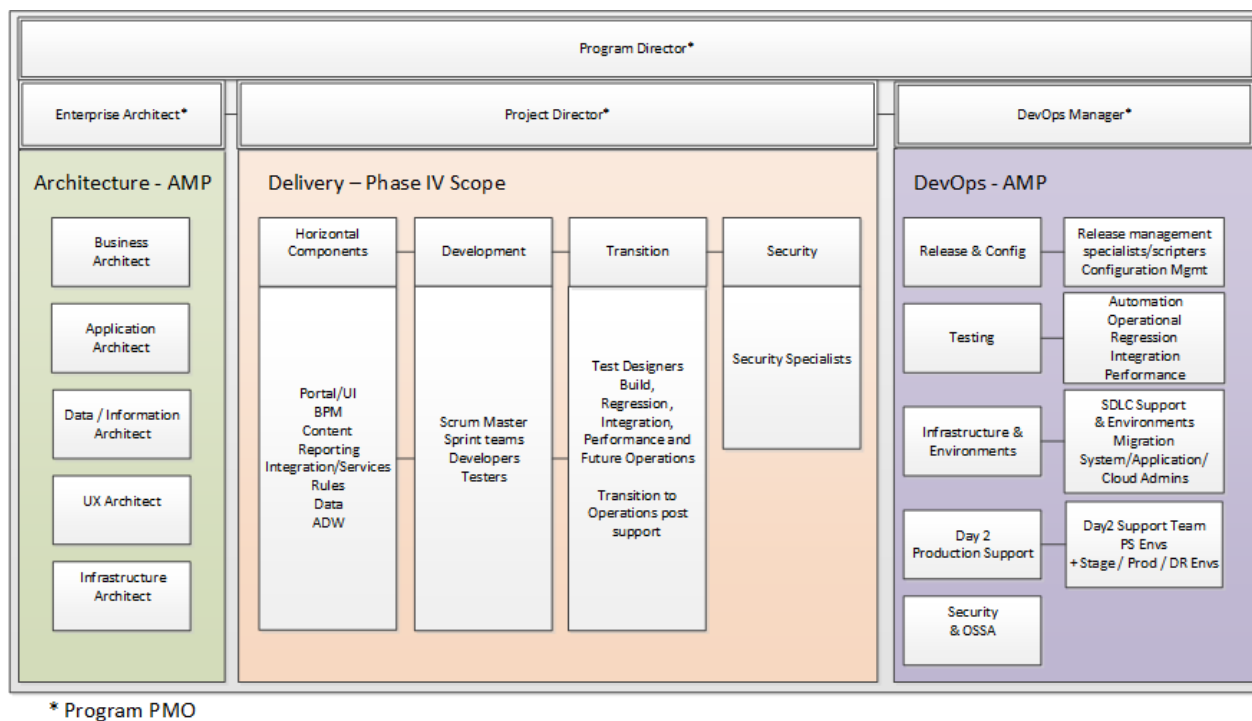 Program Director*
Enterprise Architect*
Project Director*
DevOps Manager*
Architecture - AMP
Business
Architect
Application
Architect
Data / Information
Architect
UX Architect
Infrastructure
Architect
Delivery – Phase IV Scope
Horizontal
Components
Portal/UI
BPM
Content
Reporting
Integration/Services
Rules
Data
ADW
Development
Scrum Master
Sprint teams
Developers
Testers
Transition
Test Designers
Build,
Regression,
Integration,
Performance and
Future Operations
Transition to
Operations post
support
Security
Security Specialists
DevOps - AMP
Release & Config
Release management
specialists/scripters
Configuration Mgmt
Testing
Automation
Operational
Regression
Integration
Performance
Infrastructure &
Environments
SDLC Support
& Environments
Migration
System/Application/
Cloud Admins
Day 2
Production Support
Day2 Support Team
PS Envs
+Stage / Prod / DR Envs
Security
& OSSA
* Program PMO